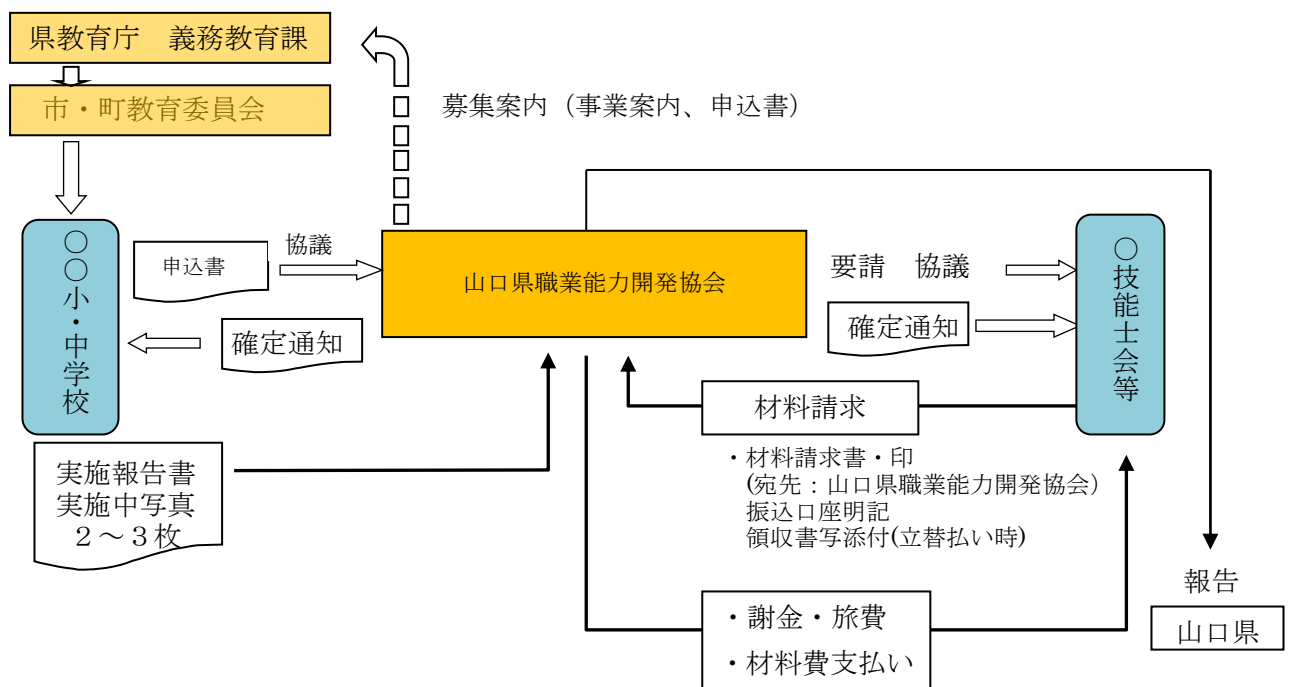 県教育庁　義務教育課
市・町教育委員会
募集案内（事業案内、申込書）
○○小・中学校
申込書
協議
確定通知
山口県職業能力開発協会
要請　協議
確定通知
○技能士会等
材料請求
・材料請求書・印
(宛先：山口県職業能力開発協会）
振込口座明記
領収書写添付(立替払い時)
実施報告書
実施中写真
２～３枚
・謝金・旅費
・材料費支払い
報告
山口県